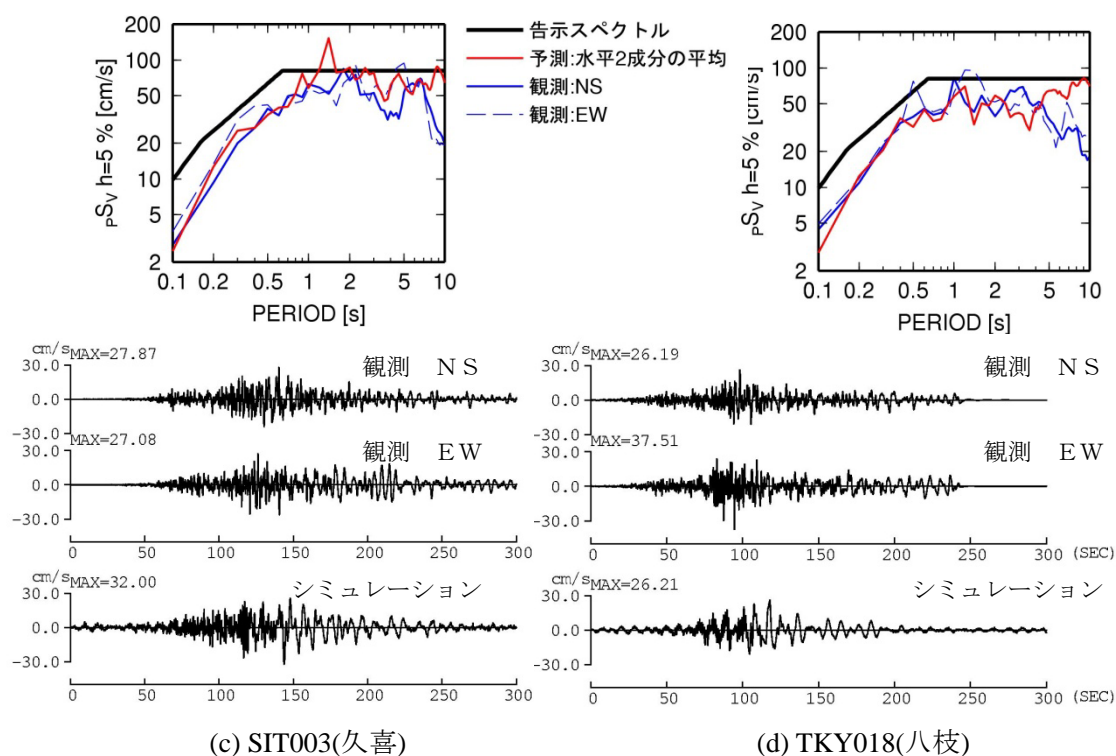 200
100
50
20
10
5
2
PSV h=5 % [cm/s]
0.1 0.2 0.5 1 2 5 10
PERIOD [s]
告示スペクトル
予測:水平2成分の平均
観測:NS
観測:EW
200
100
50
20
10
5
2
PSV h=5 % [cm/s]
0.1 0.2 0.5 1 2 5 10
PERIOD [s]
cm/s MAX=27.87
観測 ＮＳ
30.0
0.0
-30.0
MAX=27.08
観測 ＥＷ
30.0
0.0
-30.0
0 50 100 150 200 250 300
cm/s MAX=32.00
シミュレーション
30.0
0.0
-30.0
0 50 100 150 200 250 300
(c) SIT003(久喜)
cm/s MAX=26.19
観測 ＮＳ
30.0
0.0
-30.0
MAX=37.51
観測 ＥＷ
30.0
0.0
-30.0
0 50 100 150 200 250 300 (SEC)
cm/s MAX=26.21
シミュレーション
30.0
0.0
-30.0
0 50 100 150 200 250 300 (SEC)
(d) TKY018(八枝)